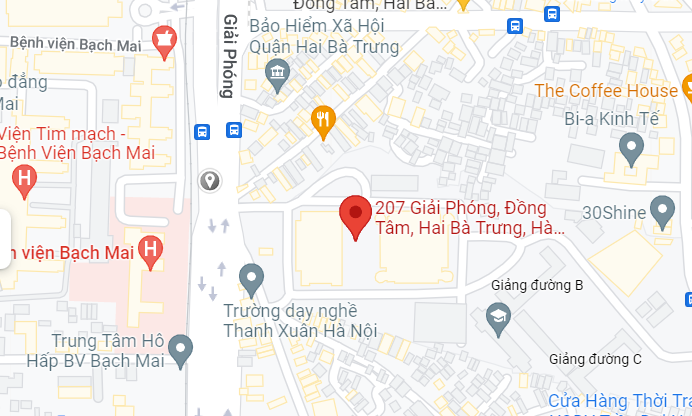 Đồng Tâm, Hai Bà...
Bệnh viện Bạch Mai
Giải Phóng
Bảo Hiểm Xã Hội
Quận Hai Bà Trưng
The Coffee House
Bi-a Kinh Tế
đẳng
Mai
Viện Tim mạch -
Bệnh Viện Bạch Mai
H
207 Giải Phóng, Đồng
Tâm, Hai Bà Trưng, Hà...
30Shine
viện Bạch Mai
H
Giảng đường B
Trường dạy nghề
Thanh Xuân Hà Nội
Trung Tâm Hô
Hấp BV Bạch Mai
Giảng đường C
Cửa Hàng Thời Tra